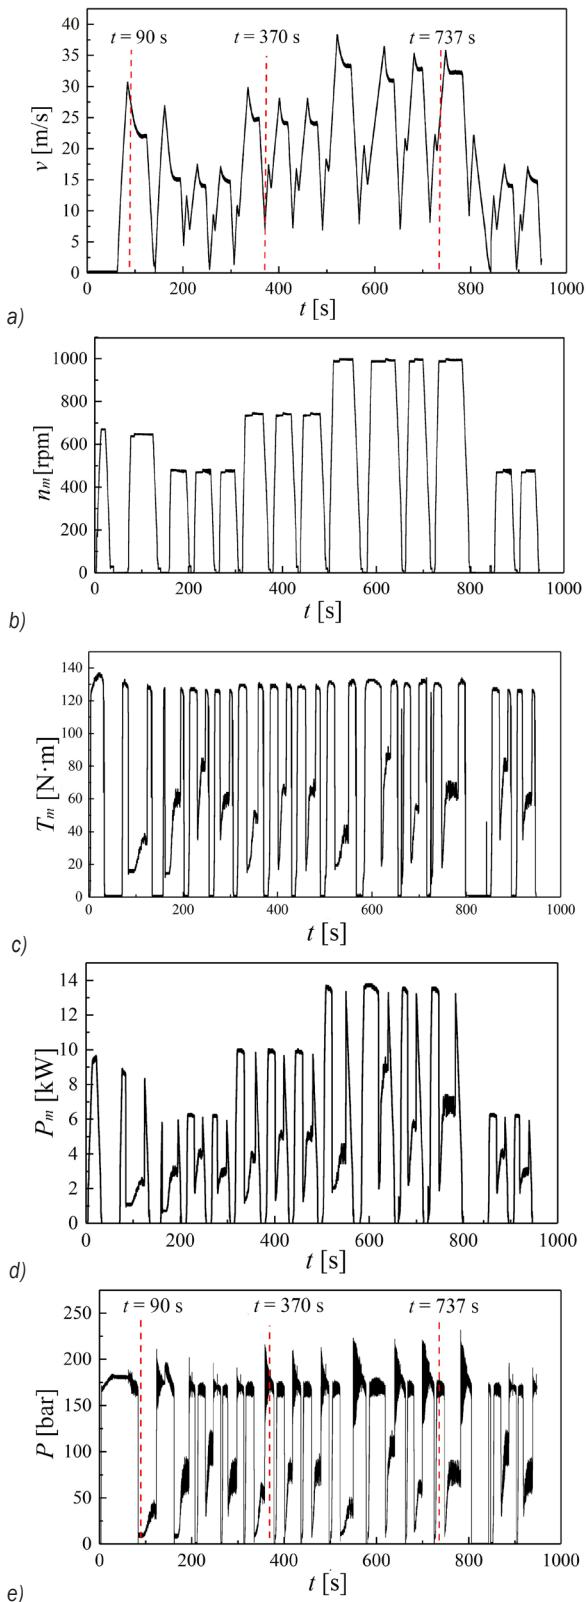 t = 90 s
t = 370 s
t = 737 s
40
35
30
25
20
15
10
5
0
v [m/s]
0 200 400 600 800 1000
t [s]
a)
1000
800
600
400
200
0
nm[rpm]
0 200 400 600 800 1000
t [s]
b)
140
120
100
80
60
40
20
0
Tm [N·m]
0 200 400 600 800 1000
t [s]
c)
14
12
10
8
6
4
2
0
Pm [kW]
0 200 400 600 800 1000
t [s]
d)
t = 90 s
t = 370 s
t = 737 s
250
200
150
100
50
0
P [bar]
0 200 400 600 800 1000
t [s]
e)